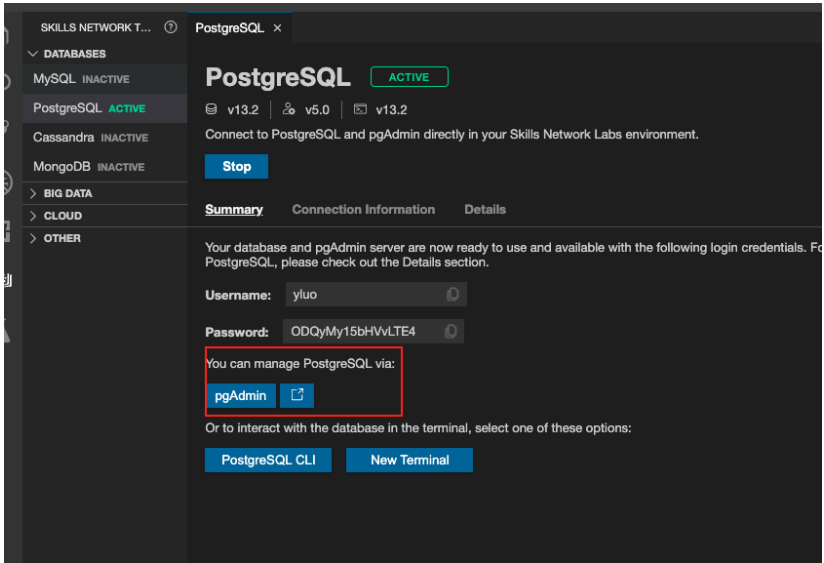 SKILLS NETWORK T...
DATABASES
MySQL INACTIVE
PostgreSQL ACTIVE
Cassandra INACTIVE
MongoDB INACTIVE
BIG DATA
CLOUD
OTHER
PostgreSQL ×
PostgreSQL ACTIVE
v13.2 v5.0 v13.2
Connect to PostgreSQL and pgAdmin directly in your Skills Network Labs environment.
Stop
Summary Connection Information Details
Your database and pgAdmin server are now ready to use and available with the following login credentials. Fo
PostgreSQL, please check out the Details section.
Username: yluo
Password: ODQyMy15bHVvLTE4
You can manage PostgreSQL via:
pgAdmin
Or to interact with the database in the terminal, select one of these options:
PostgreSQL CLI New Terminal